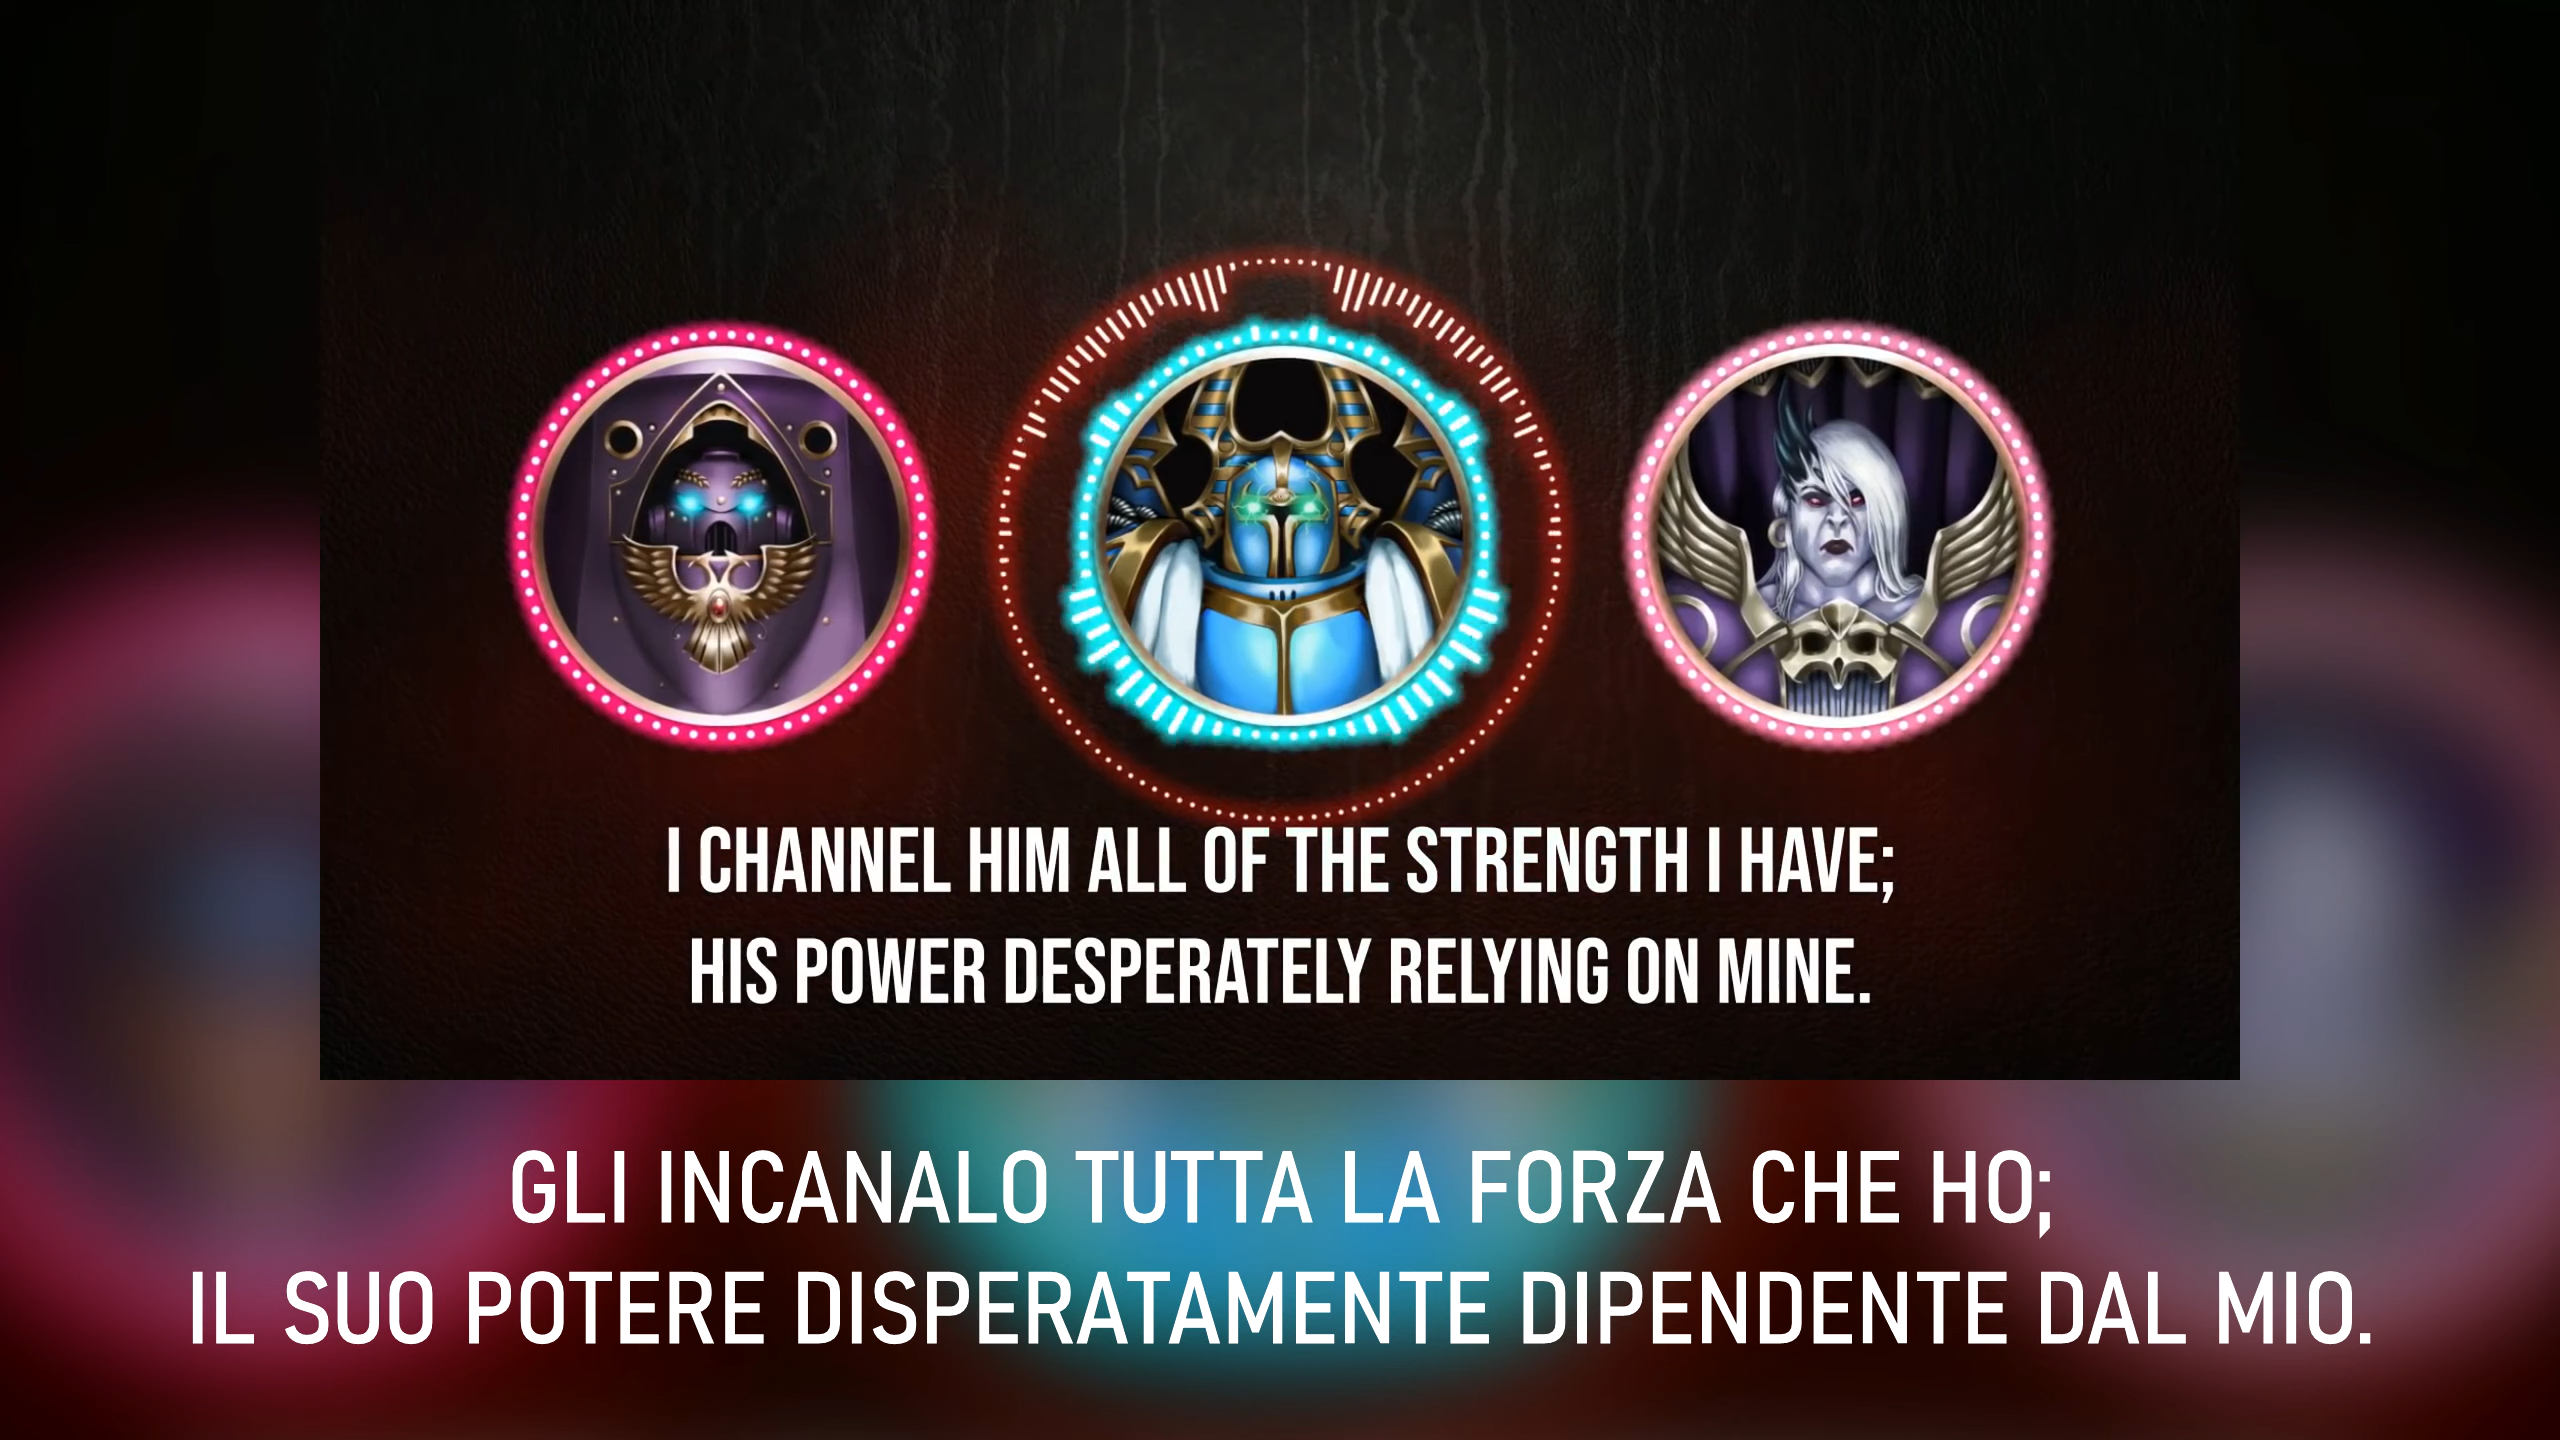 I CHANNEL HIM ALL OF THE STRENGTH I HAVE;
HIS POWER DESPERATELY RELYING ON MINE.
GLI INCANALO TUTTA LA FORZA CHE HO;
IL SUO POTERE DISPERATAMENTE DIPENDENTE DAL MIO.